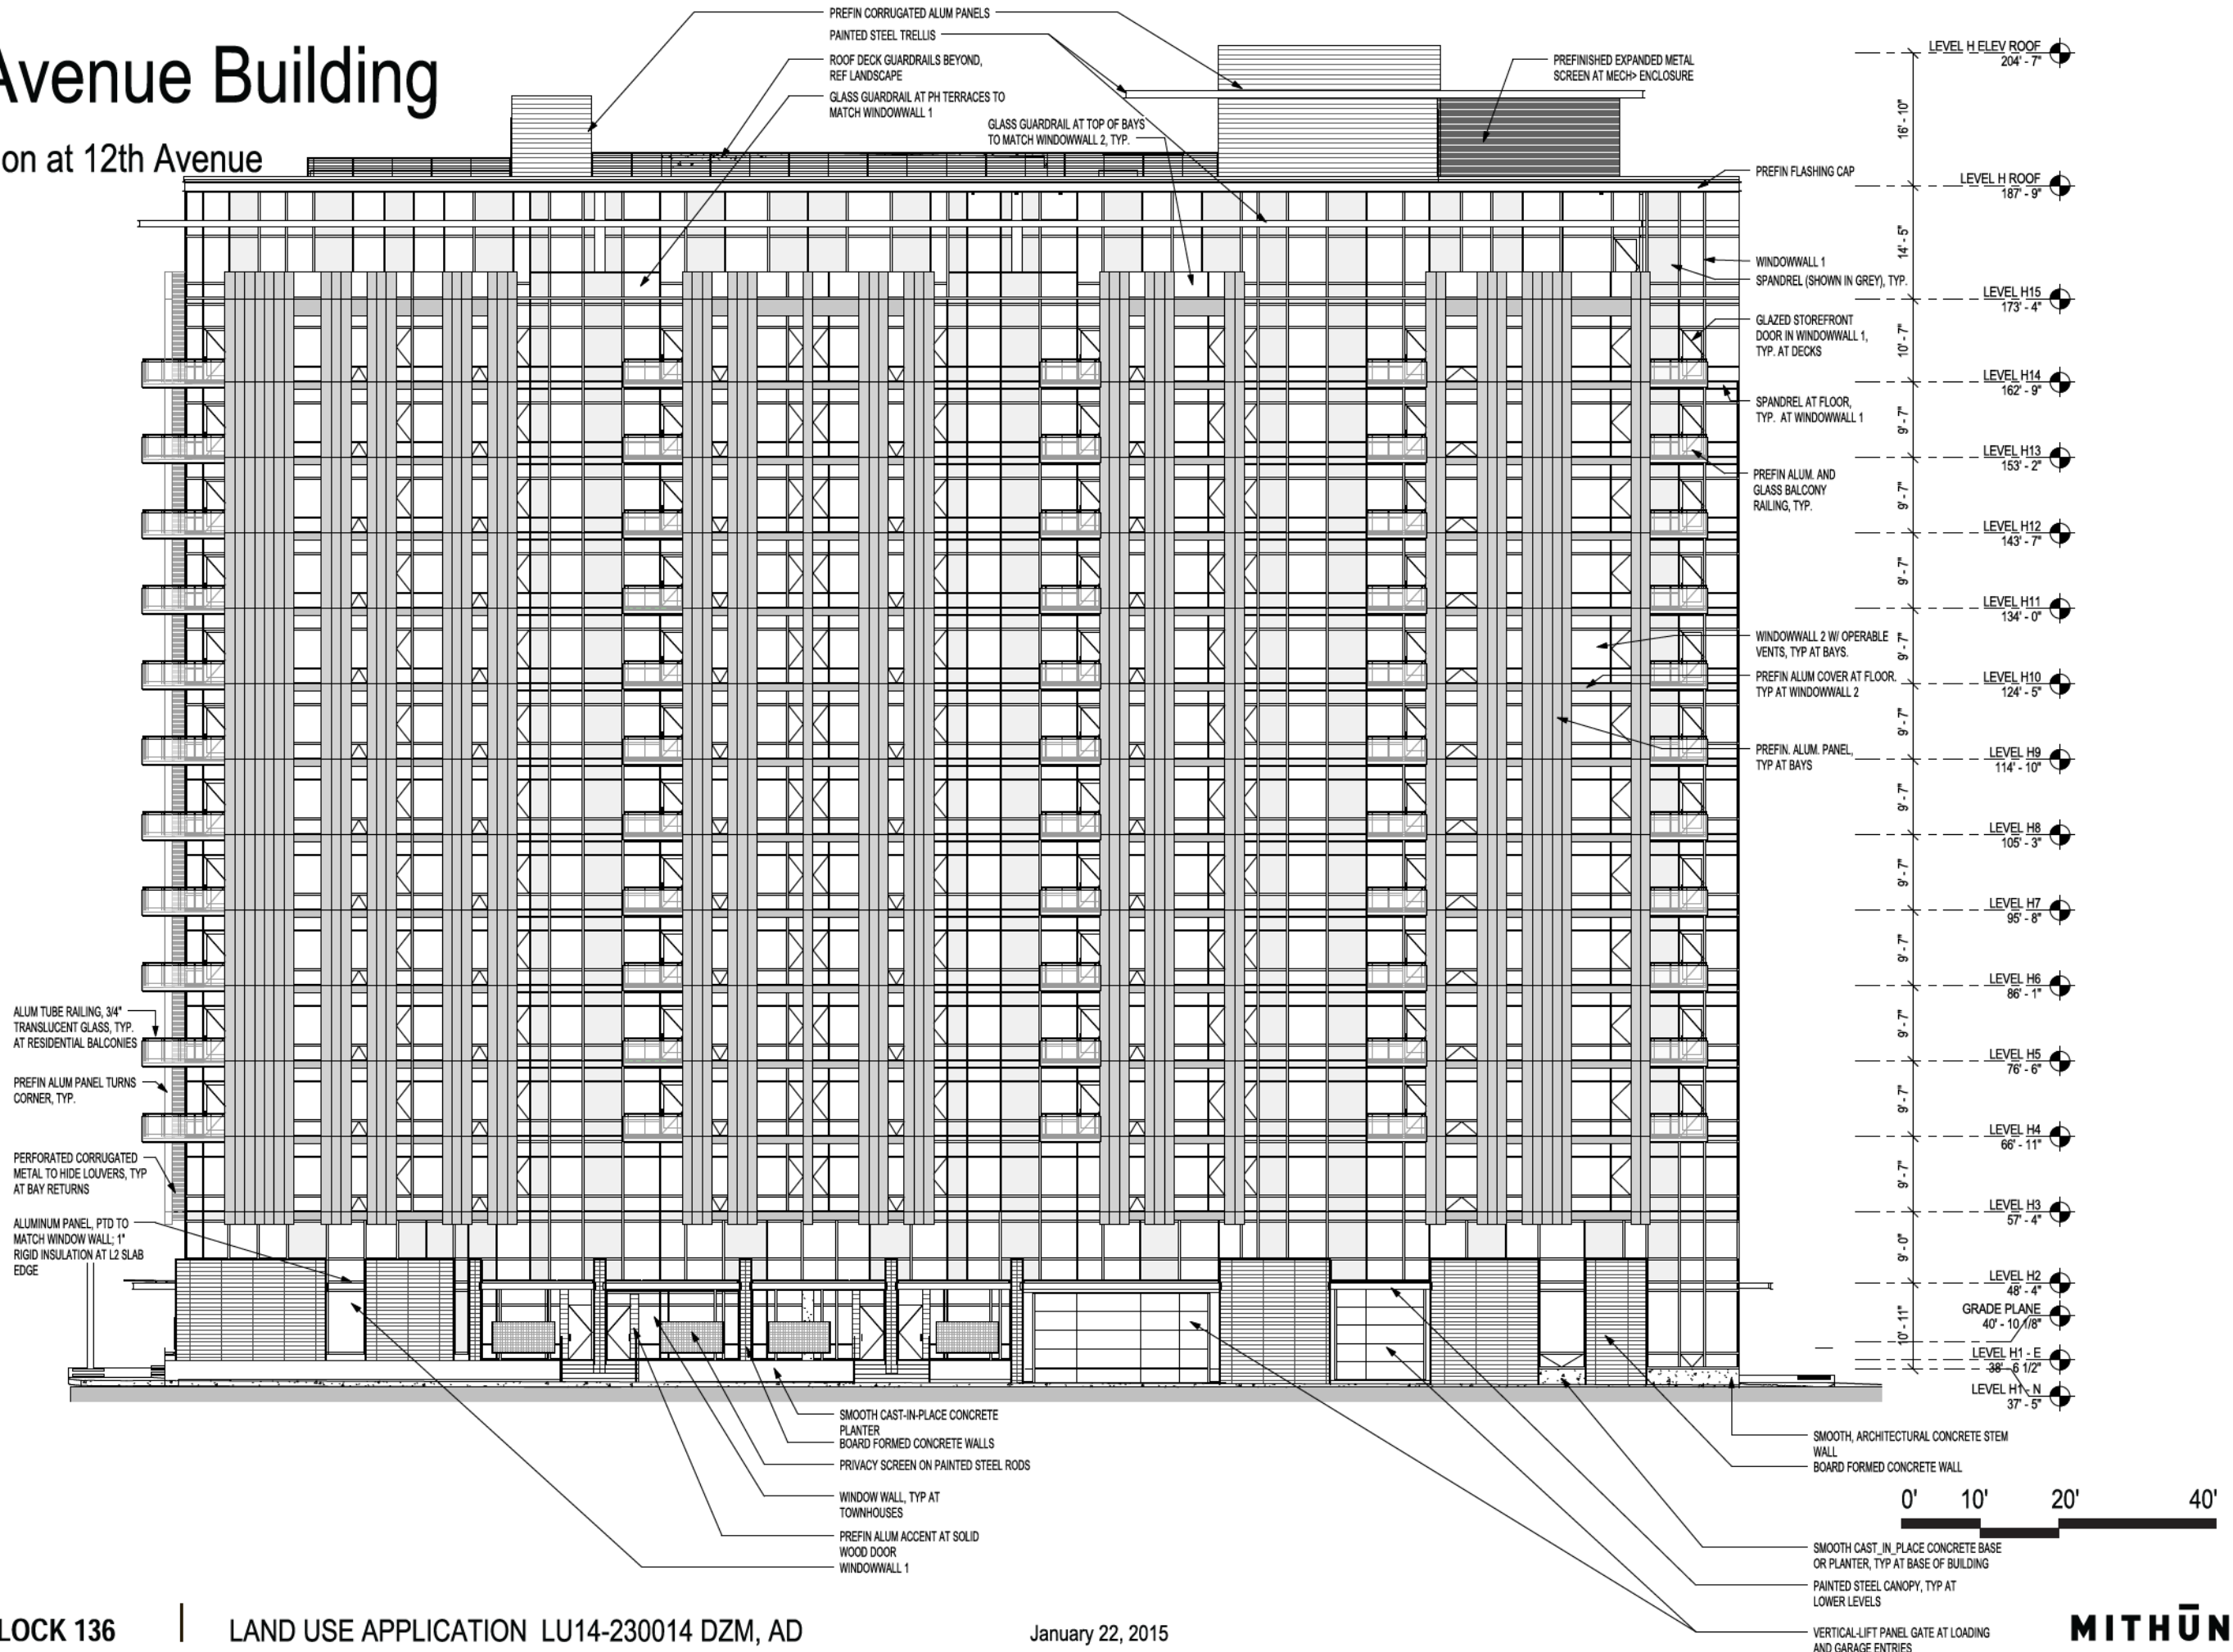 Avenue Building
on at 12th Avenue
PREFIN CORRUGATED ALUM PANELS
PAINTED STEEL TRELLIS
ROOF DECK GUARDRAILS BEYOND,
REF LANDSCAPE
GLASS GUARDRAIL AT PH TERRACES TO
MATCH WINDOWWALL 1
GLASS GUARDRAIL AT TOP OF BAYS
TO MATCH WINDOWWALL 2, TYP.
PREFINISHED EXPANDED METAL
SCREEN AT MECH> ENCLOSURE
PREFIN FLASHING CAP
WINDOWWALL 1
SPANDREL (SHOWN IN GREY), TYP.
GLAZED STOREFRONT
DOOR IN WINDOWWALL 1,
TYP. AT DECKS
SPANDREL AT FLOOR,
TYP. AT WINDOWWALL 1
PREFIN ALUM. AND
GLASS BALCONY
RAILING, TYP.
WINDOWWALL 2 W/ OPERABLE
VENTS, TYP AT BAYS.
PREFIN ALUM COVER AT FLOOR.
TYP AT WINDOWWALL 2
PREFIN. ALUM. PANEL,
TYP AT BAYS
LEVEL H ELEV ROOF
204' - 7"
16' - 10"
LEVEL H ROOF
187' - 9"
14' - 5"
LEVEL H15
173' - 4"
10' - 7"
LEVEL H14
162' - 9"
9' - 7"
LEVEL H13
153' - 2"
9' - 7"
LEVEL H12
143' - 7"
9' - 7"
LEVEL H11
134' - 0"
9' - 7"
LEVEL H10
124' - 5"
9' - 7"
LEVEL H9
114' - 10"
9' - 7"
LEVEL H8
105' - 3"
9' - 7"
LEVEL H7
95' - 8"
9' - 7"
LEVEL H6
86' - 1"
9' - 7"
LEVEL H5
76' - 6"
9' - 7"
LEVEL H4
66' - 11"
9' - 7"
LEVEL H3
57' - 4"
9' - 0"
LEVEL H2
48' - 4"
10' - 11"
GRADE PLANE
40' - 10 1/8"
LEVEL H1 - E
38' - 6 1/2"
LEVEL H1 - N
37' - 5"
ALUM TUBE RAILING, 3/4"
TRANSLUCENT GLASS, TYP.
AT RESIDENTIAL BALCONIES
PREFIN ALUM PANEL TURNS
CORNER, TYP.
PERFORATED CORRUGATED
METAL TO HIDE LOUVERS, TYP
AT BAY RETURNS
ALUMINUM PANEL, PTD TO
MATCH WINDOW WALL; 1"
RIGID INSULATION AT L2 SLAB
EDGE
SMOOTH CAST-IN-PLACE CONCRETE
PLANTER
BOARD FORMED CONCRETE WALLS
PRIVACY SCREEN ON PAINTED STEEL RODS
WINDOW WALL, TYP AT
TOWNHOUSES
PREFIN ALUM ACCENT AT SOLID
WOOD DOOR
WINDOWWALL 1
SMOOTH, ARCHITECTURAL CONCRETE STEM
WALL
BOARD FORMED CONCRETE WALL
0' 10' 20' 40'
SMOOTH CAST_IN_PLACE CONCRETE BASE
OR PLANTER, TYP AT BASE OF BUILDING
PAINTED STEEL CANOPY, TYP AT
LOWER LEVELS
VERTICAL-LIFT PANEL GATE AT LOADING
AND GARAGE ENTRIES
LOCK 136 | LAND USE APPLICATION LU14-230014 DZM, AD
January 22, 2015
MITHŪN